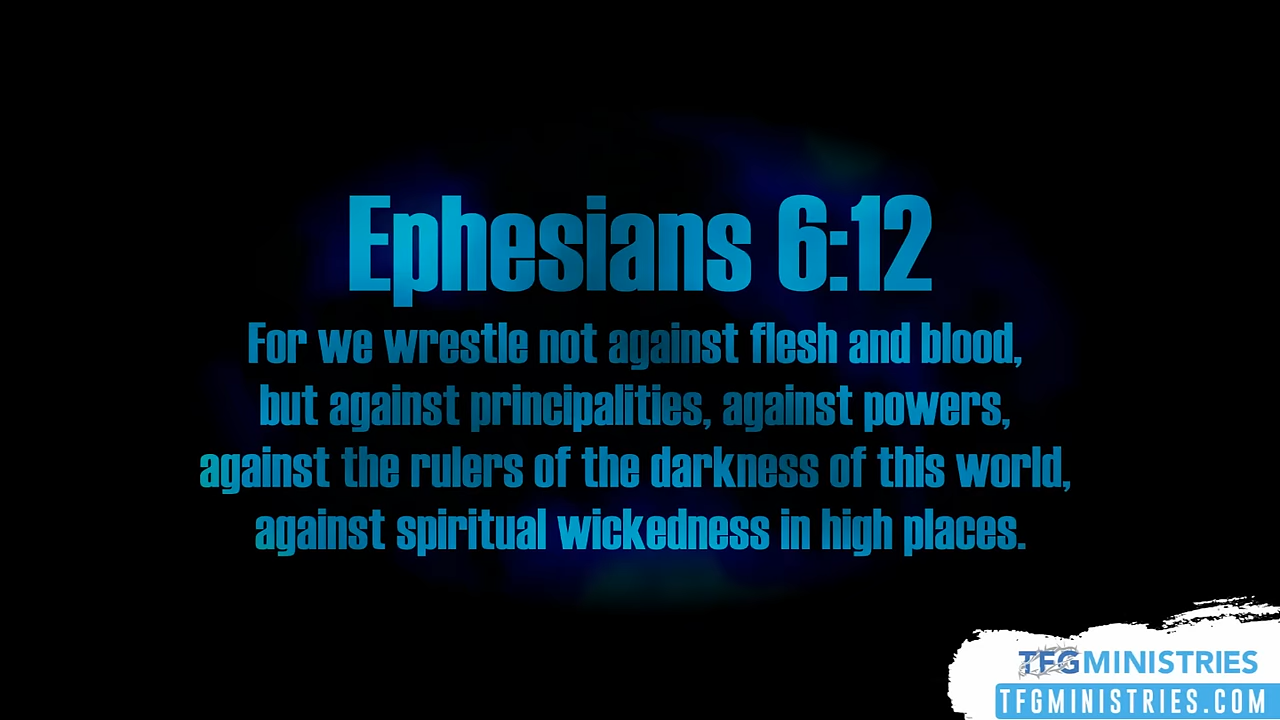 Ephesians 6:12
For we wrestle not against flesh and blood,
but against principalities, against powers,
against the rulers of the darkness of this world,
against spiritual wickedness in high places.
TFGMINISTRIES
TFGMINISTRIES.COM